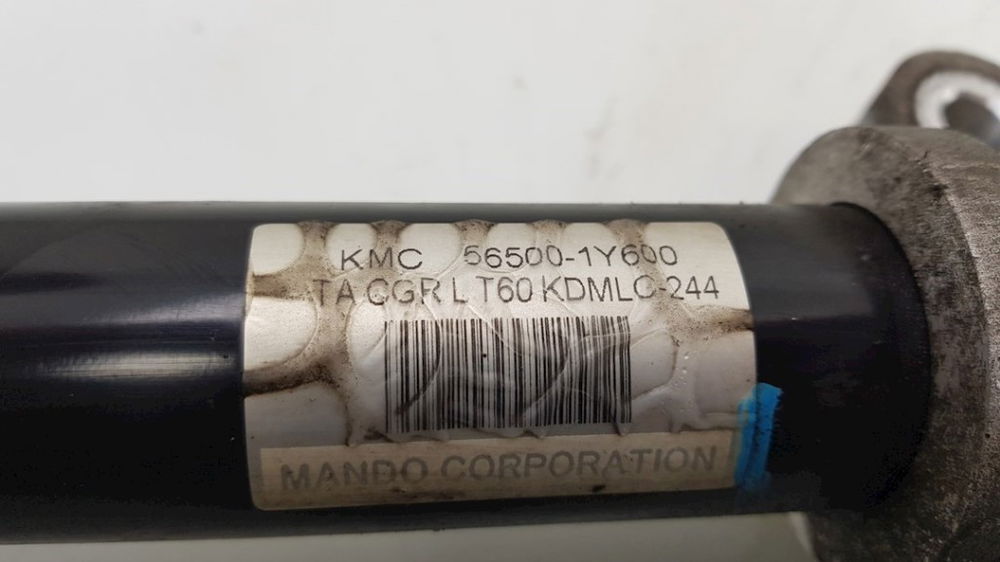 KMC 56500-1Y600
TA CGR L T60 KDMLC-244
MANDO CORPORATION